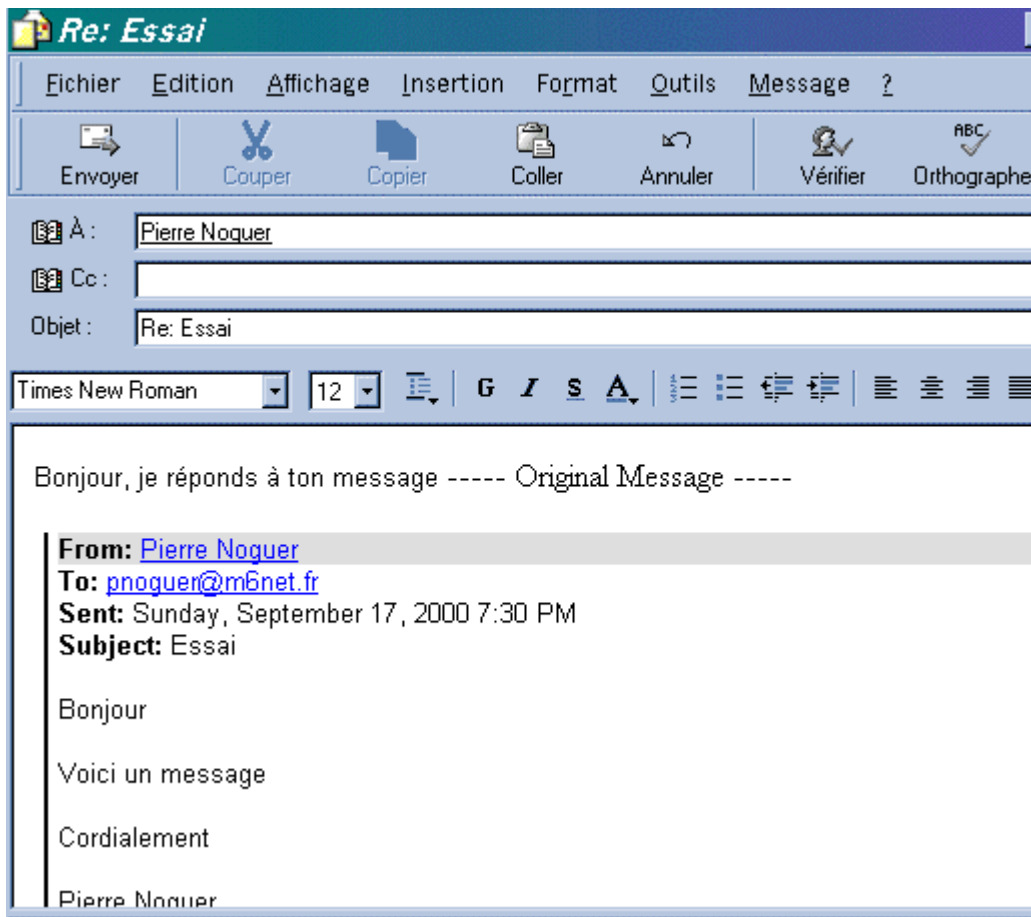 Re: Essai
Fichier Edition Affichage Insertion Format Outils Message ?
Envoyer Couper Copier Coller Annuler Vérifier ABC Orthographe
À : Pierre Noguer
Cc :
Objet : Re: Essai
Times New Roman 12 G I S A
Bonjour, je réponds à ton message ----- Original Message -----
From: Pierre Noguer
To: pnoguer@m6net.fr
Sent: Sunday, September 17, 2000 7:30 PM
Subject: Essai
Bonjour
Voici un message
Cordialement
Pierre Noguer